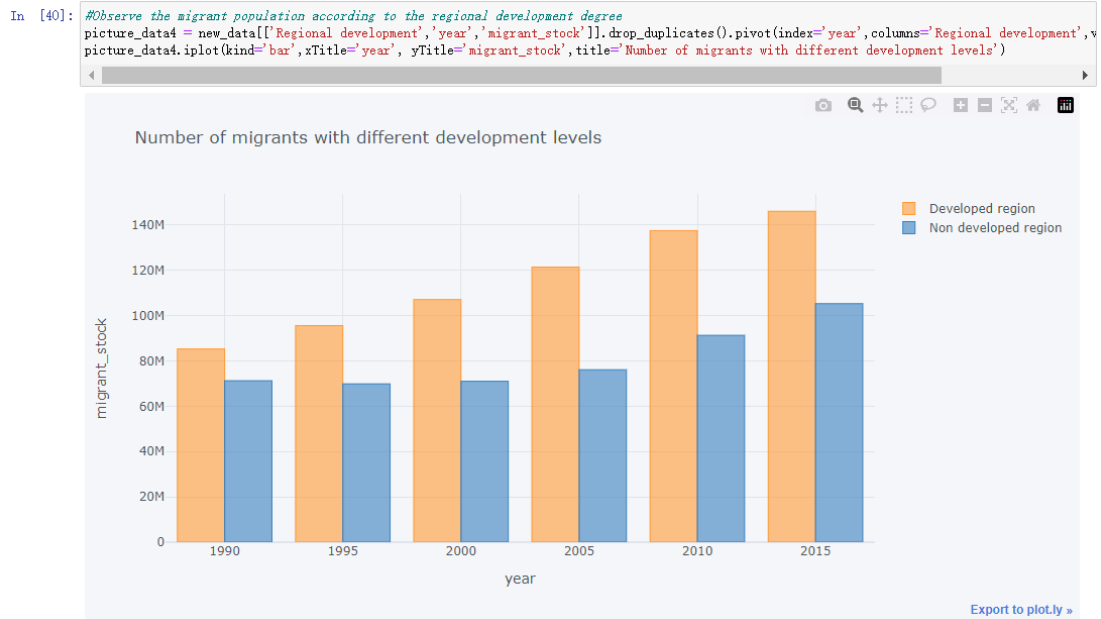 In [40]: #Observe the migrant population according to the regional development degree
picture_data4 = new_data[['Regional development','year','migrant_stock']].drop_duplicates().pivot(index='year',columns='Regional development',v
picture_data4.iplot(kind='bar',xTitle='year', yTitle='migrant_stock',title='Number of migrants with different development levels')
Number of migrants with different development levels
Developed region
Non developed region
140M
120M
100M
80M
60M
40M
20M
0
migrant_stock
1990 1995 2000 2005 2010 2015
year
Export to plot.ly »